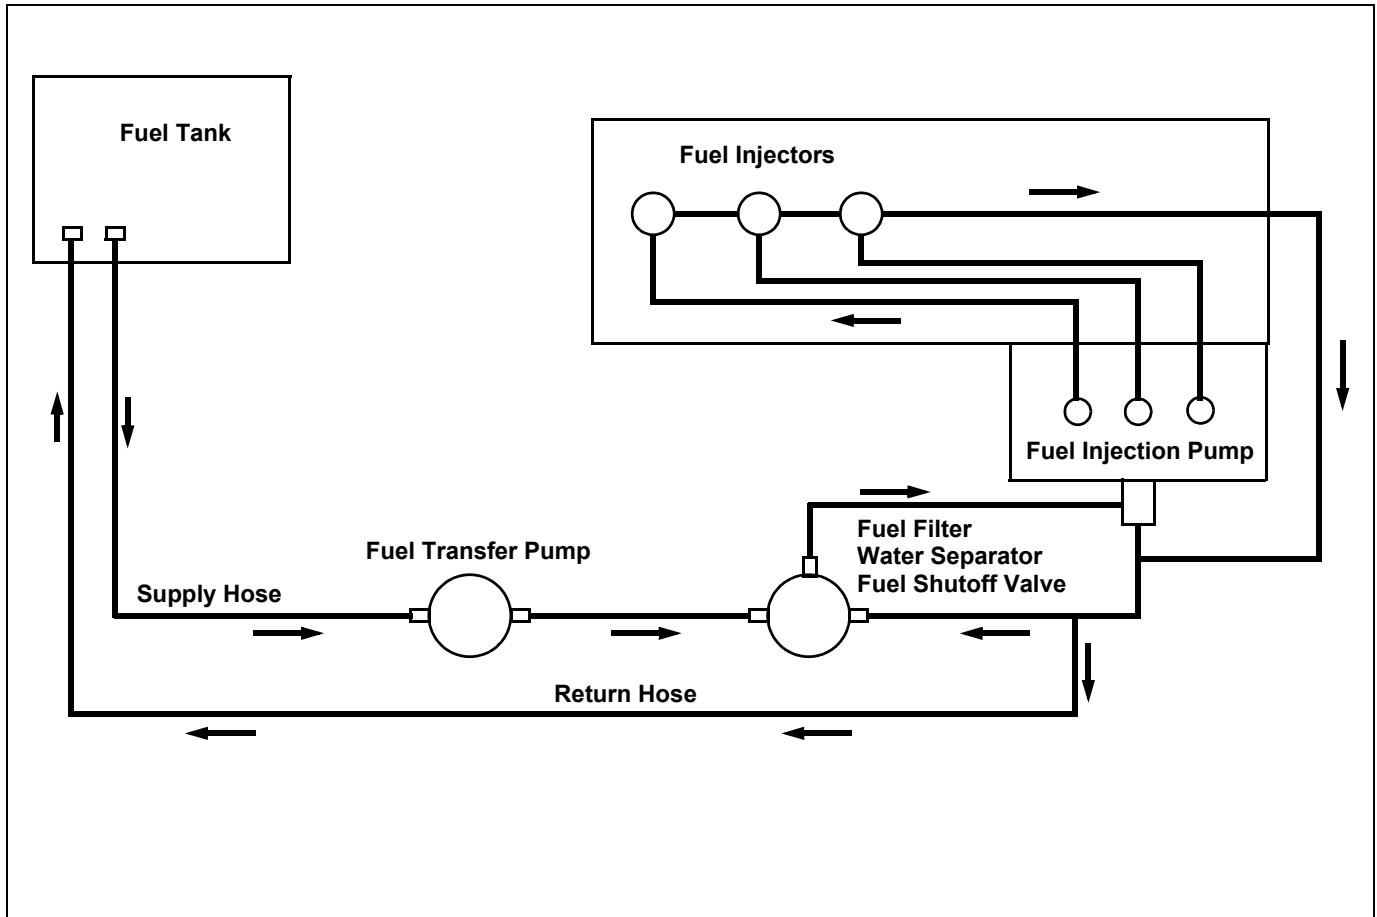 Fuel Tank
Fuel Injectors
Fuel Injection Pump
Fuel Filter
Water Separator
Fuel Shutoff Valve
Fuel Transfer Pump
Supply Hose
Return Hose